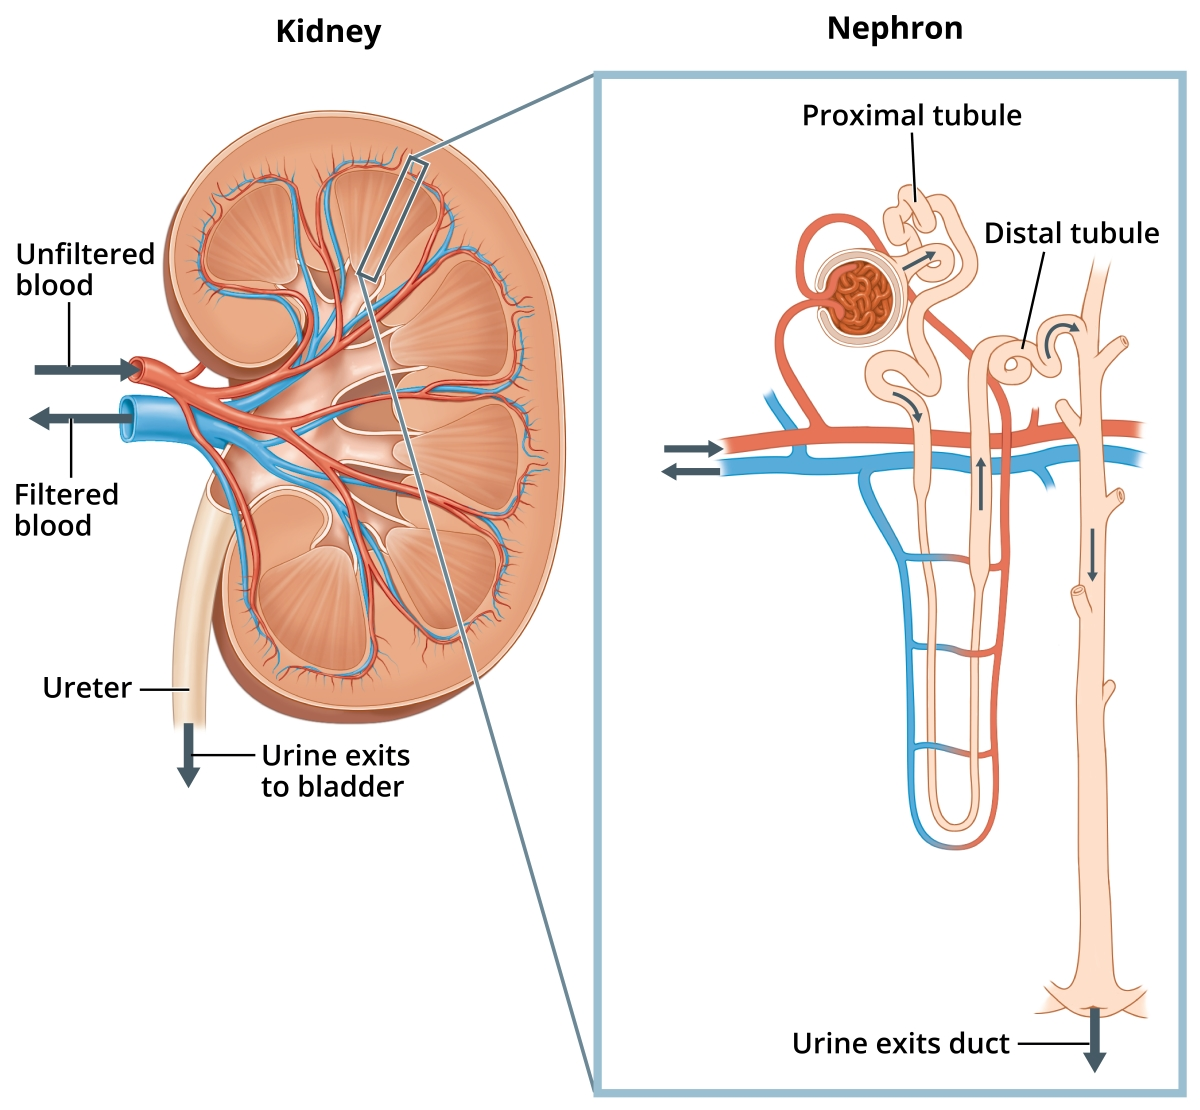 Kidney
Nephron
Proximal tubule
Distal tubule
Unfiltered
blood
Filtered
blood
Ureter
Urine exits
to bladder
Urine exits duct